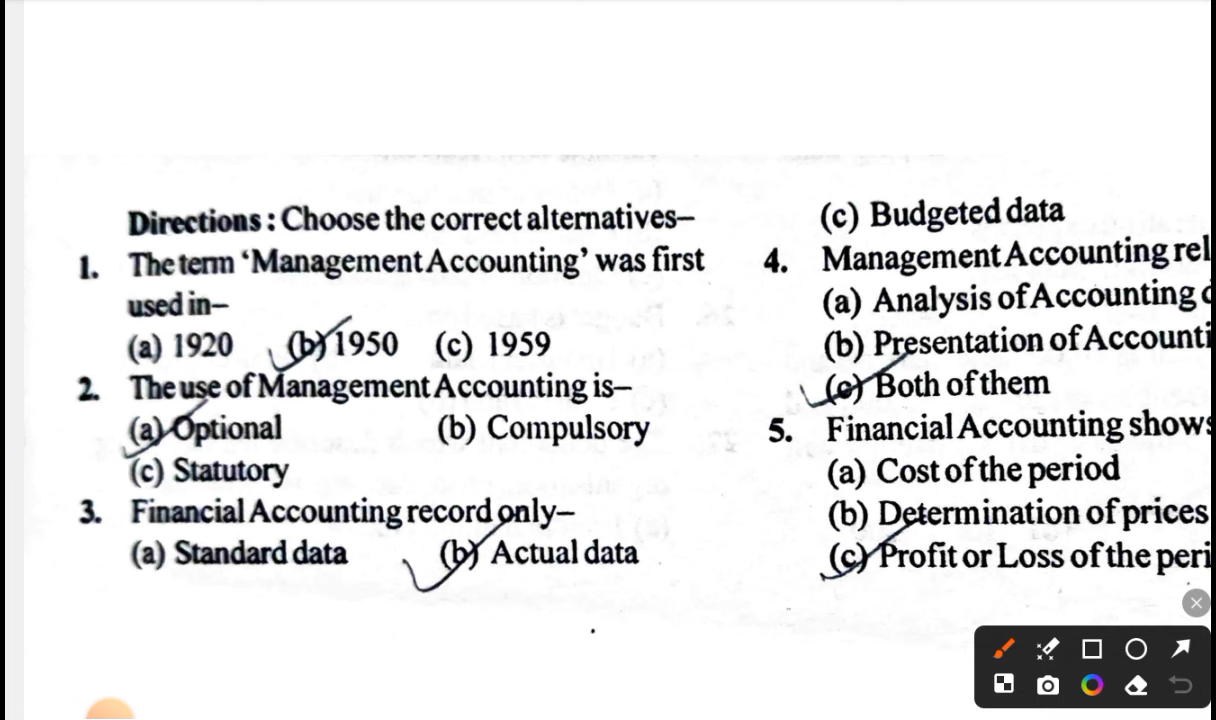 Directions : Choose the correct alternatives–
1. The term ‘Management Accounting’ was first
used in–
(a) 1920 (b) 1950 (c) 1959
2. The use of Management Accounting is–
(a) Optional (b) Compulsory
(c) Statutory
3. Financial Accounting record only–
(a) Standard data (b) Actual data
(c) Budgeted data
4. Management Accounting rel
(a) Analysis of Accounting
(b) Presentation of Accounti
(c) Both of them
5. Financial Accounting shows
(a) Cost of the period
(b) Determination of prices
(c) Profit or Loss of the peri